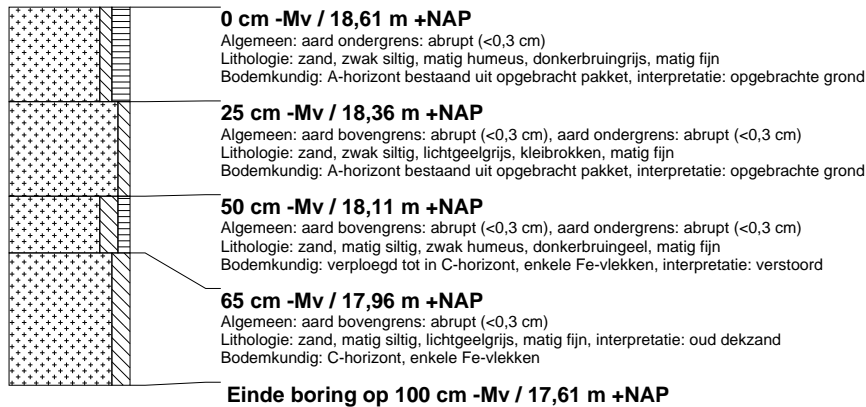 0 cm -Mv / 18,61 m +NAP
Algemeen: aard ondergrens: abrupt (<0,3 cm)
Lithologie: zand, zwak siltig, matig humeus, donkerbruingrijs, matig fijn
Bodemkundig: A-horizont bestaand uit opgebracht pakket, interpretatie: opgebrachte grond
25 cm -Mv / 18,36 m +NAP
Algemeen: aard bovengrens: abrupt (<0,3 cm), aard ondergrens: abrupt (<0,3 cm)
Lithologie: zand, zwak siltig, lichtgeelgrijs, kleibrokken, matig fijn
Bodemkundig: A-horizont bestaand uit opgebracht pakket, interpretatie: opgebrachte grond
50 cm -Mv / 18,11 m +NAP
Algemeen: aard bovengrens: abrupt (<0,3 cm), aard ondergrens: abrupt (<0,3 cm)
Lithologie: zand, matig siltig, zwak humeus, donkerbruingeel, matig fijn
Bodemkundig: verploegd tot in C-horizont, enkele Fe-vlekken, interpretatie: verstoord
65 cm -Mv / 17,96 m +NAP
Algemeen: aard bovengrens: abrupt (<0,3 cm)
Lithologie: zand, matig siltig, lichtgeelgrijs, matig fijn, interpretatie: oud dekzand
Bodemkundig: C-horizont, enkele Fe-vlekken
Einde boring op 100 cm -Mv / 17,61 m +NAP